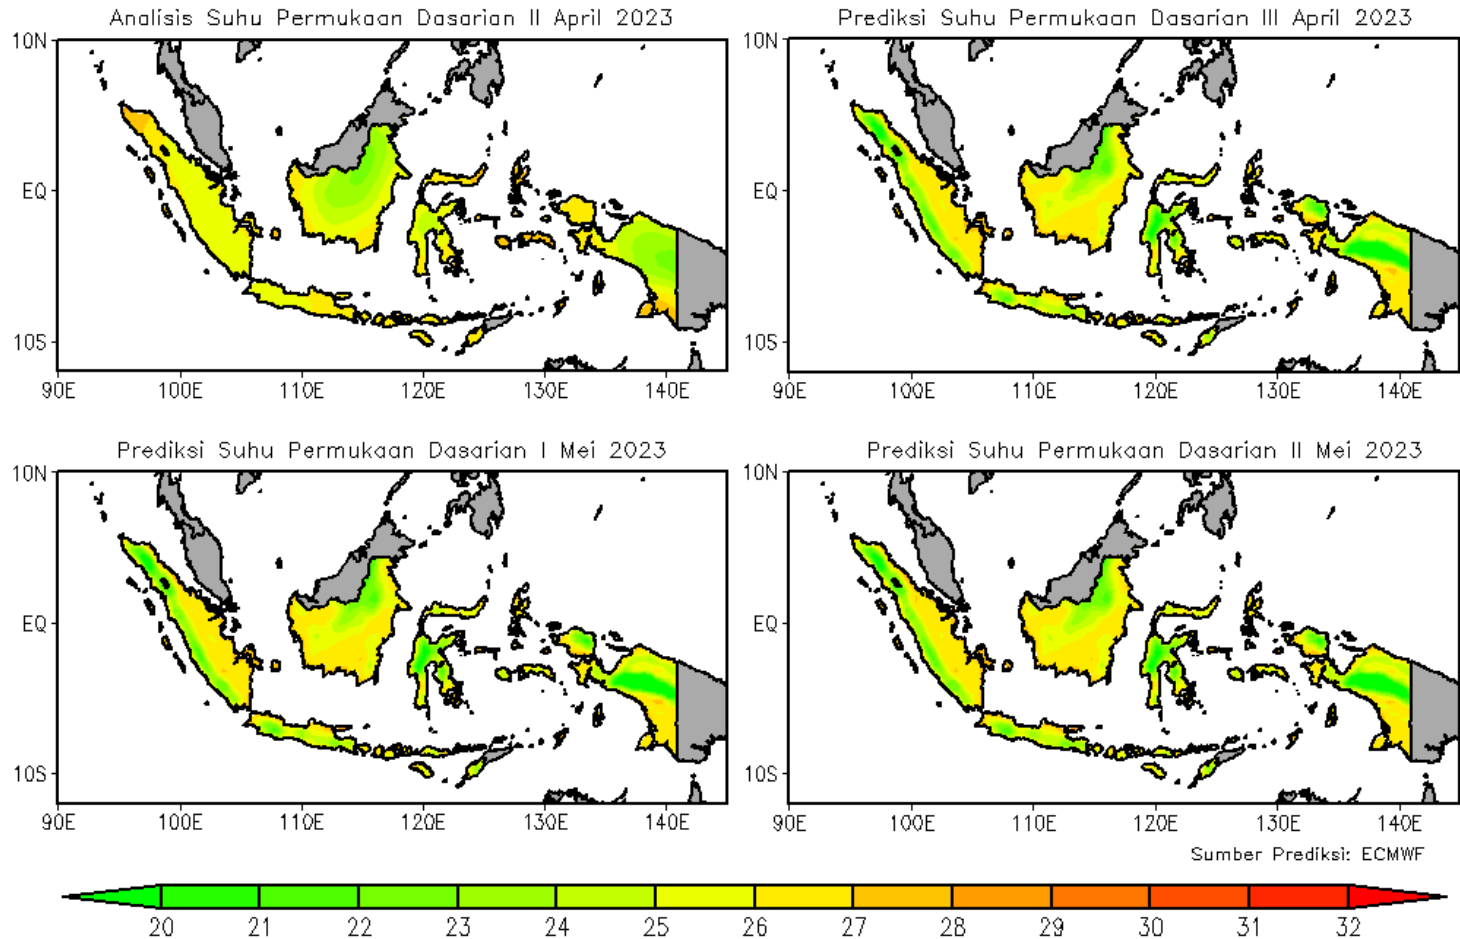 Analisis Suhu Permukaan Dasarian II April 2023
Prediksi Suhu Permukaan Dasarian III April 2023
10N
EQ
10S
90E 100E 110E 120E 130E 140E
10N
EQ
10S
90E 100E 110E 120E 130E 140E
Prediksi Suhu Permukaan Dasarian I Mei 2023
Prediksi Suhu Permukaan Dasarian II Mei 2023
10N
EQ
10S
90E 100E 110E 120E 130E 140E
10N
EQ
10S
90E 100E 110E 120E 130E 140E
Sumber Prediksi: ECMWF
20 21 22 23 24 25 26 27 28 29 30 31 32